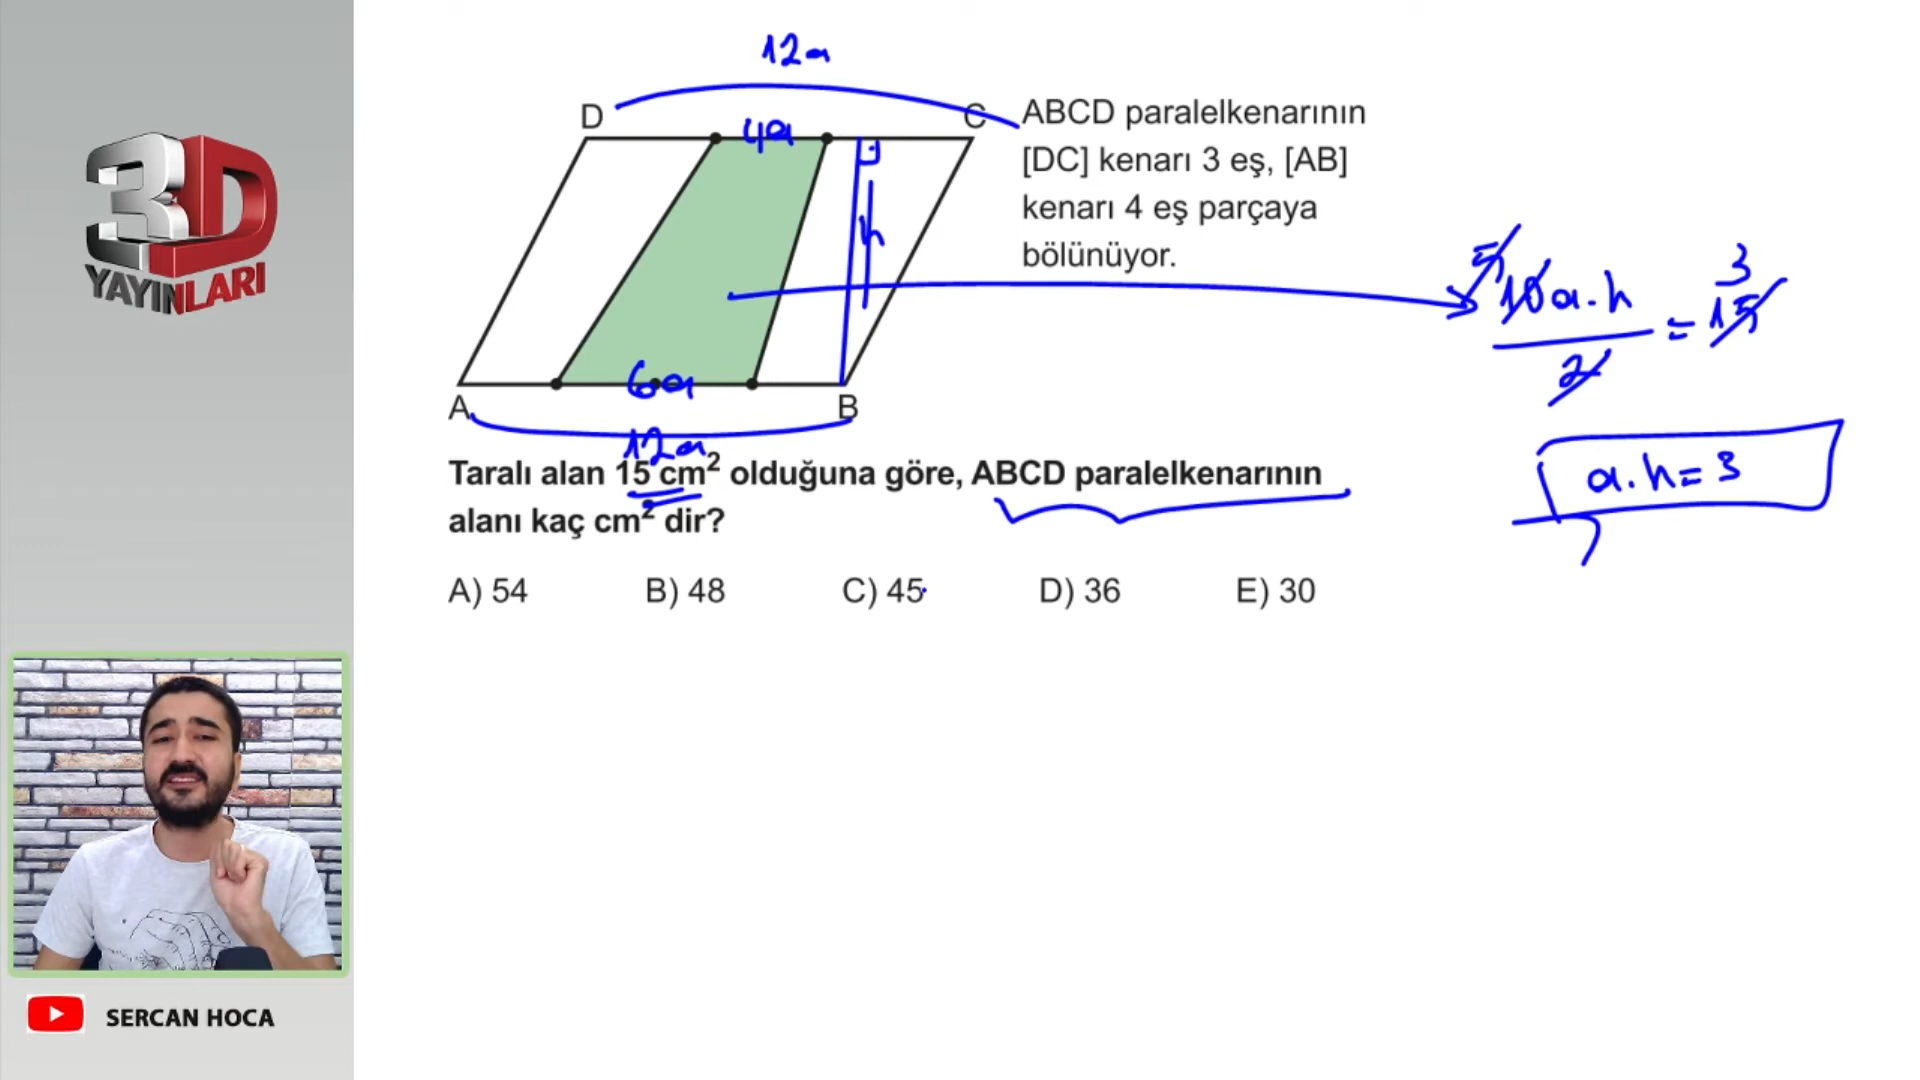 12a
D
4a
C
ABCD paralelkenarının
[DC] kenarı 3 eş, [AB]
kenarı 4 eş parçaya
bölünüyor.
h
6a
A
B
12a
Taralı alan 15 cm² olduğuna göre, ABCD paralelkenarının
alanı kaç cm² dir?
A) 54 B) 48 C) 45 D) 36 E) 30
5 3
10a.h = 15
2
a.h=3
3D
YAYINLARI
SERCAN HOCA